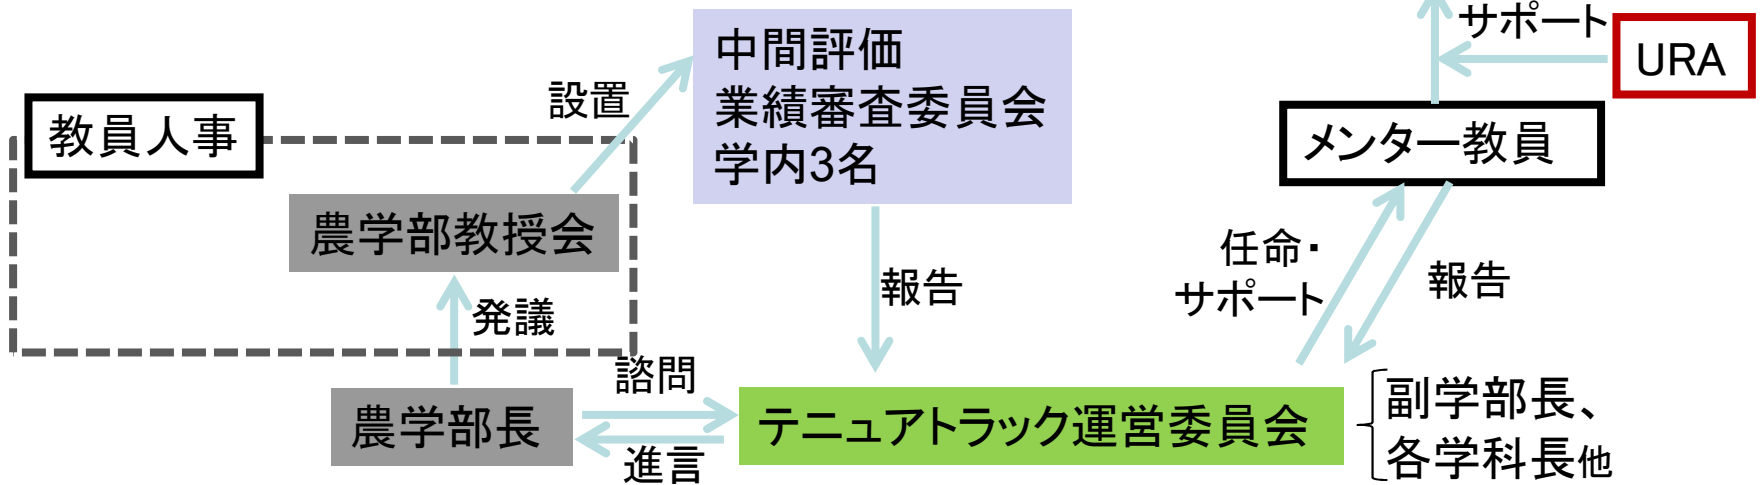 サポート
URA
中間評価
業績審査委員会
学内3名
設置
教員人事
メンター教員
農学部教授会
任命・
サポート
報告
報告
発議
諮問
農学部長
テニュアトラック運営委員会
副学部長、
各学科長他
進言